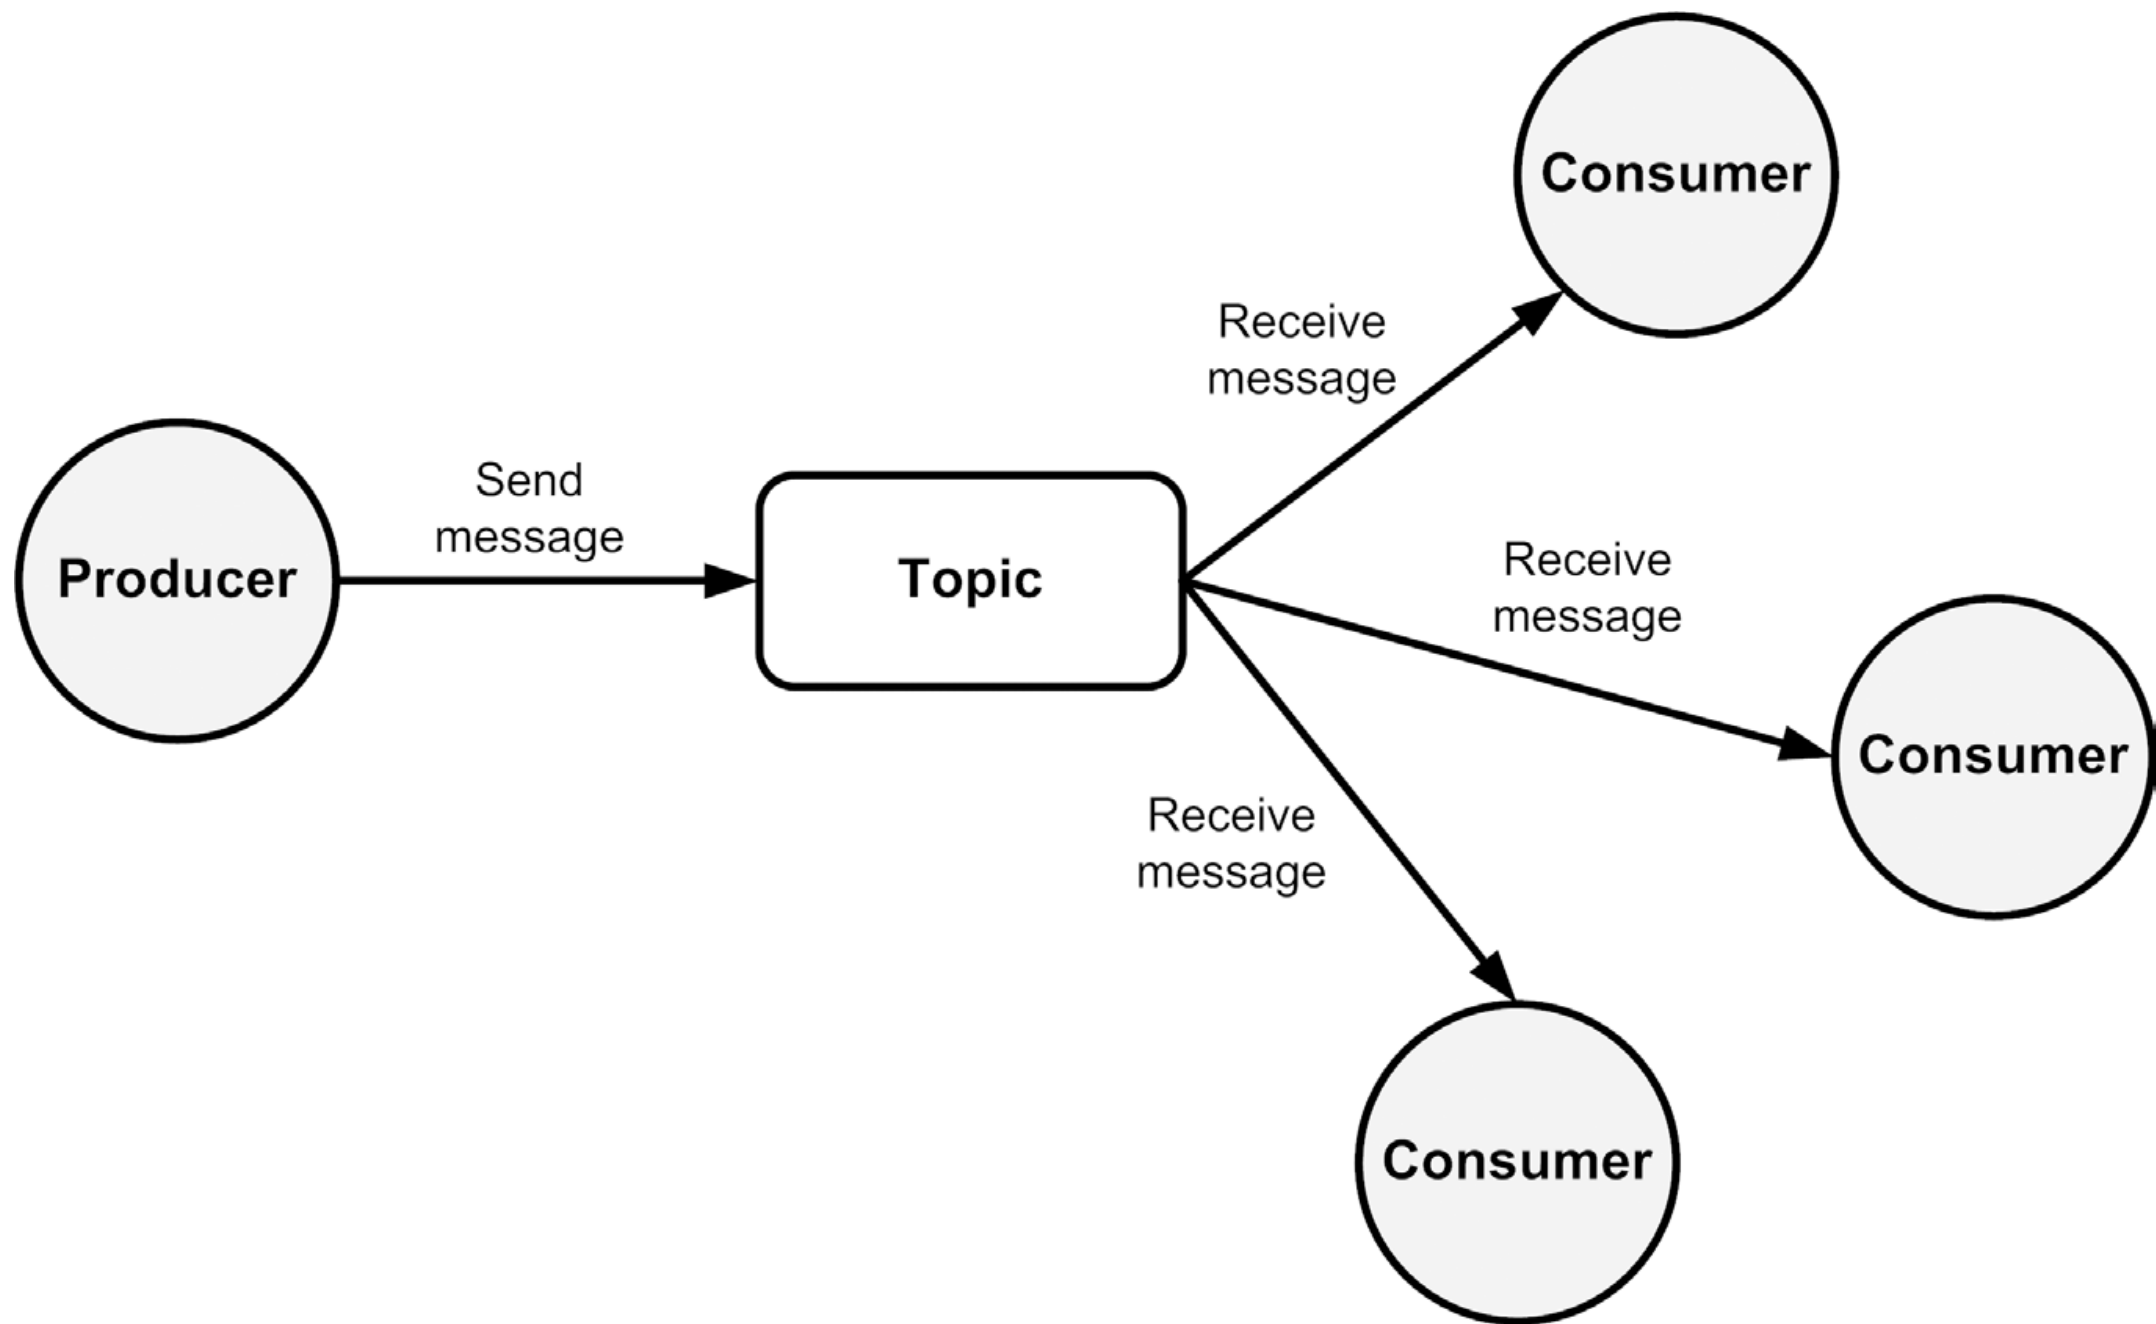 Consumer
Receive
message
Send
message
Producer
Topic
Receive
message
Consumer
Receive
message
Consumer